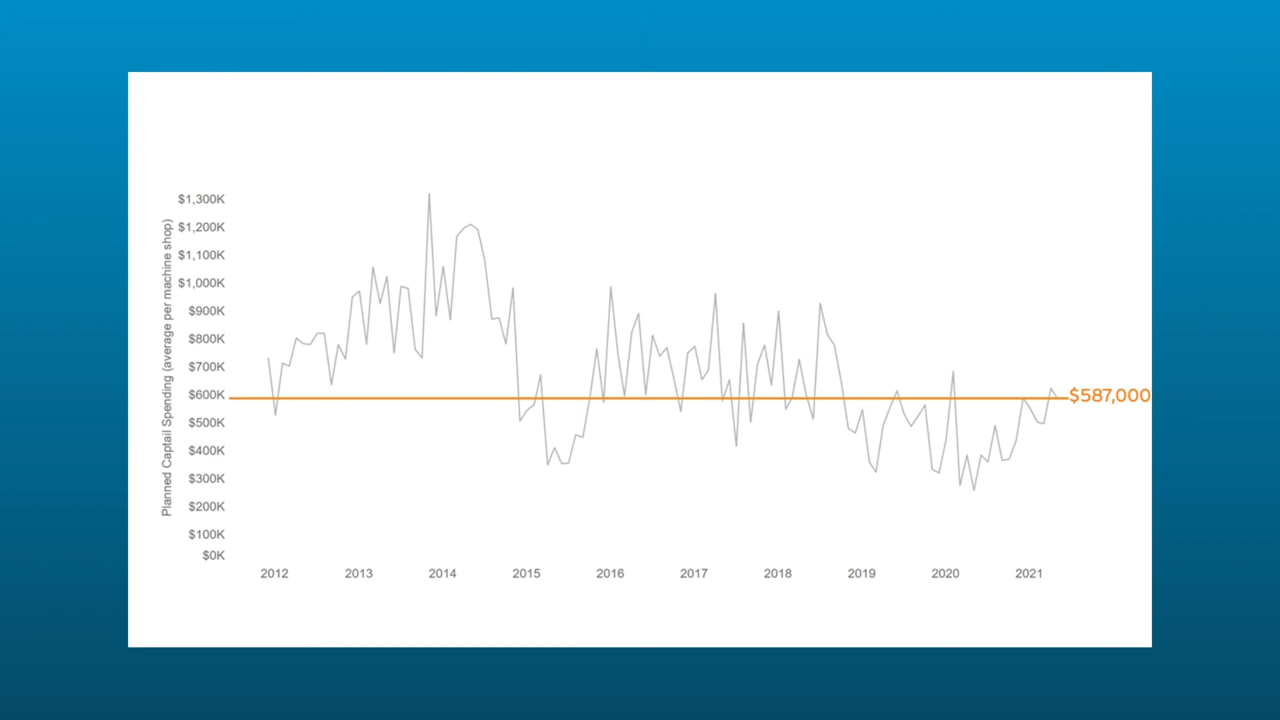 Planned Captail Spending (average per machine shop)
$1,300K
$1,200K
$1,100K
$1,000K
$900K
$800K
$700K
$600K
$500K
$400K
$300K
$200K
$100K
$0K
$587,000
2012 2013 2014 2015 2016 2017 2018 2019 2020 2021